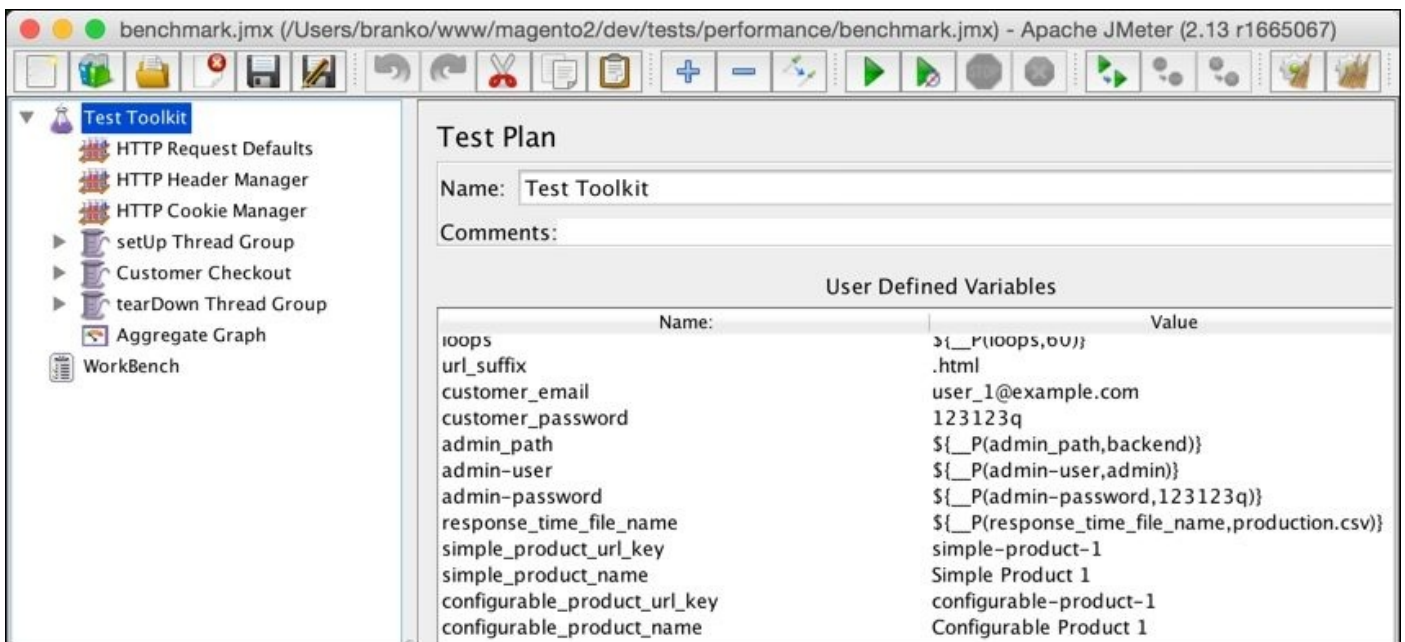 benchmark.jmx (/Users/branko/www/magento2/dev/tests/performance/benchmark.jmx) - Apache JMeter (2.13 r1665067)
Test Toolkit
HTTP Request Defaults
HTTP Header Manager
HTTP Cookie Manager
setUp Thread Group
Customer Checkout
tearDown Thread Group
Aggregate Graph
WorkBench
Test Plan
Name: Test Toolkit
Comments:
User Defined Variables
Name: Value
loops ${__P(loops,60)}
url_suffix .html
customer_email user_1@example.com
customer_password 123123q
admin_path ${__P(admin_path,backend)}
admin-user ${__P(admin-user,admin)}
admin-password ${__P(admin-password,123123q)}
response_time_file_name ${__P(response_time_file_name,production.csv)}
simple_product_url_key simple-product-1
simple_product_name Simple Product 1
configurable_product_url_key configurable-product-1
configurable_product_name Configurable Product 1